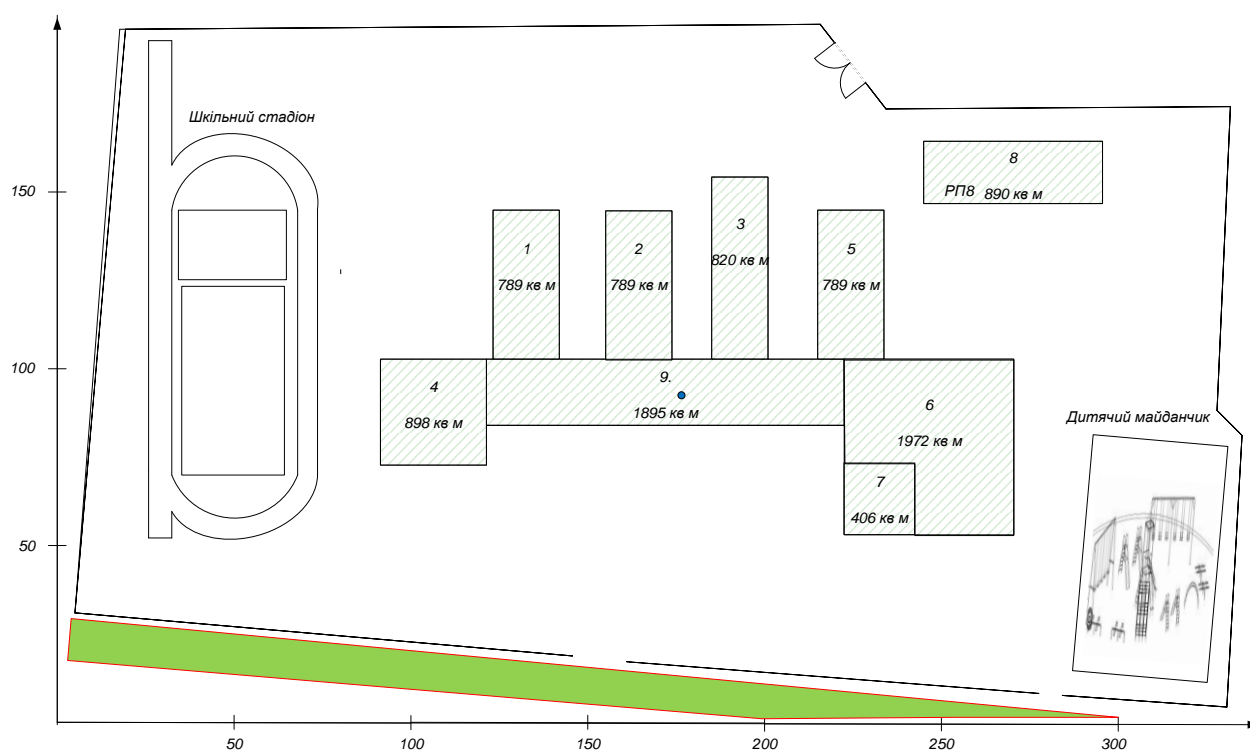 Шкільний стадіон
8
РП8 890 кв м
150
1
789 кв м
2
789 кв м
3
820 кв м
5
789 кв м
100
4
898 кв м
9.
1895 кв м
6
1972 кв м
Дитячий майданчик
7
406 кв м
50
50
100
150
200
250
300